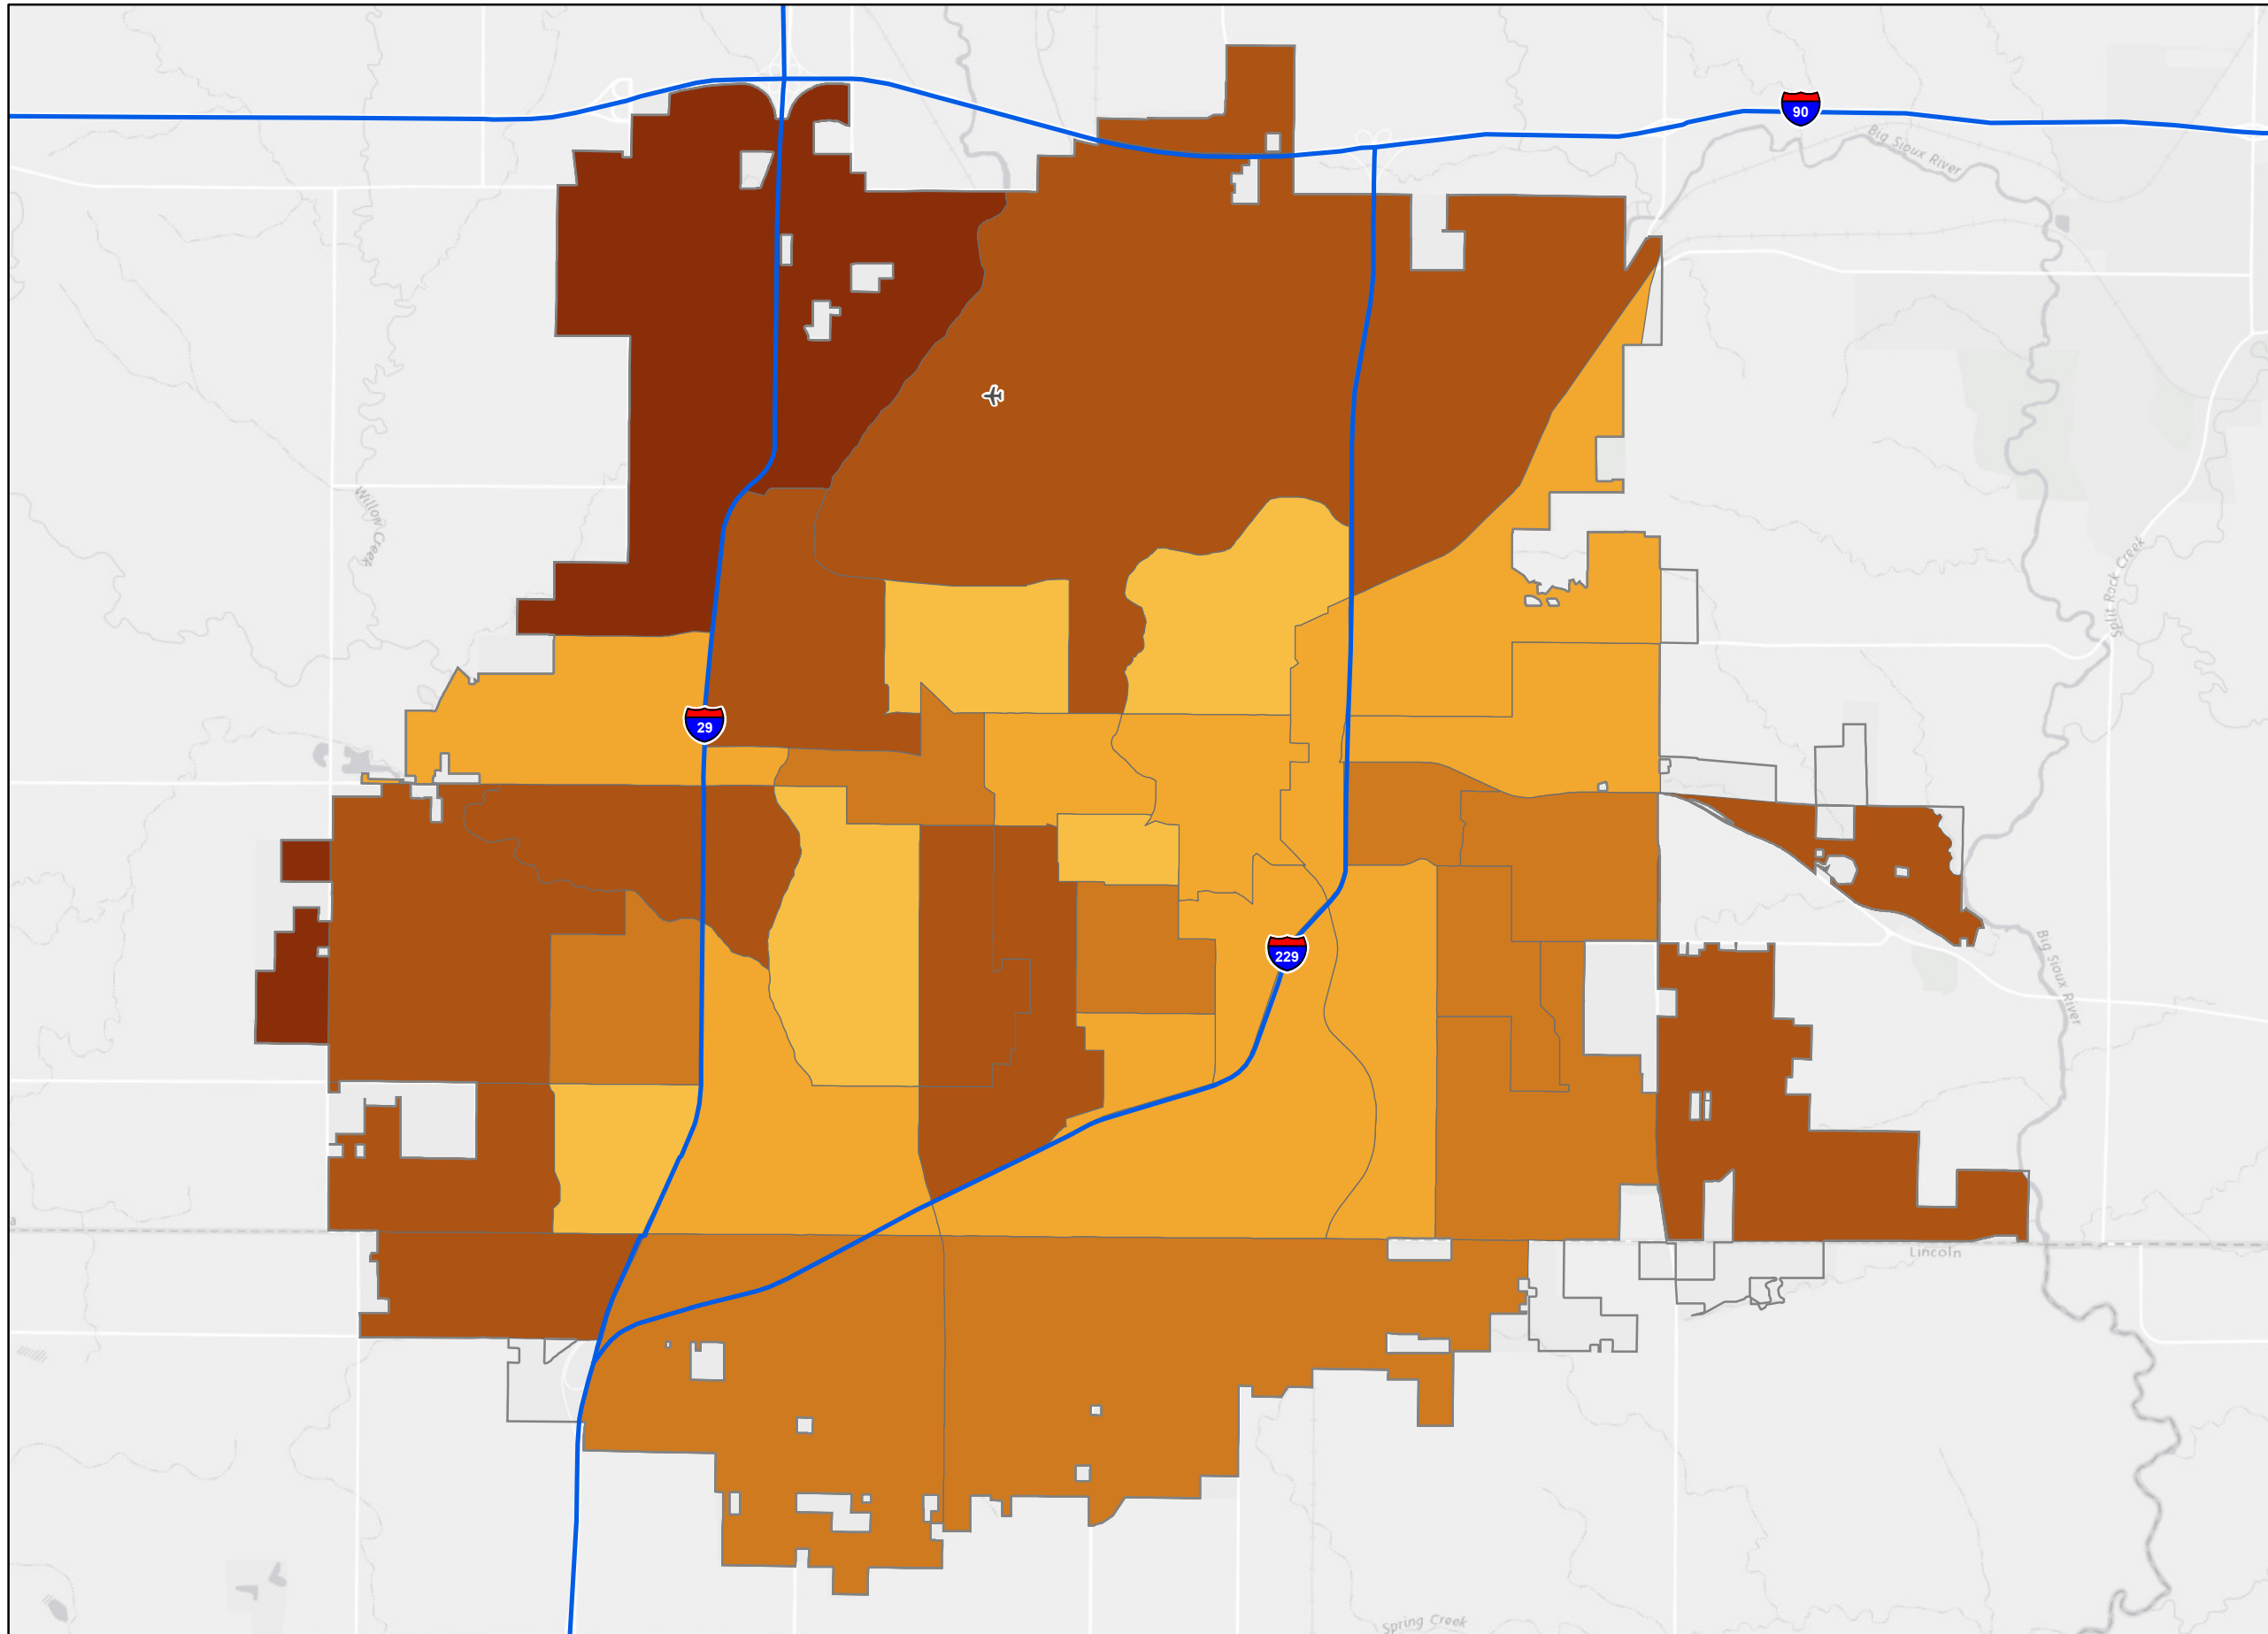 90
Big Sioux River
Willow Creek
Split Rock Creek
29
229
Big Sioux River
a
Lincoln
Spring Creek